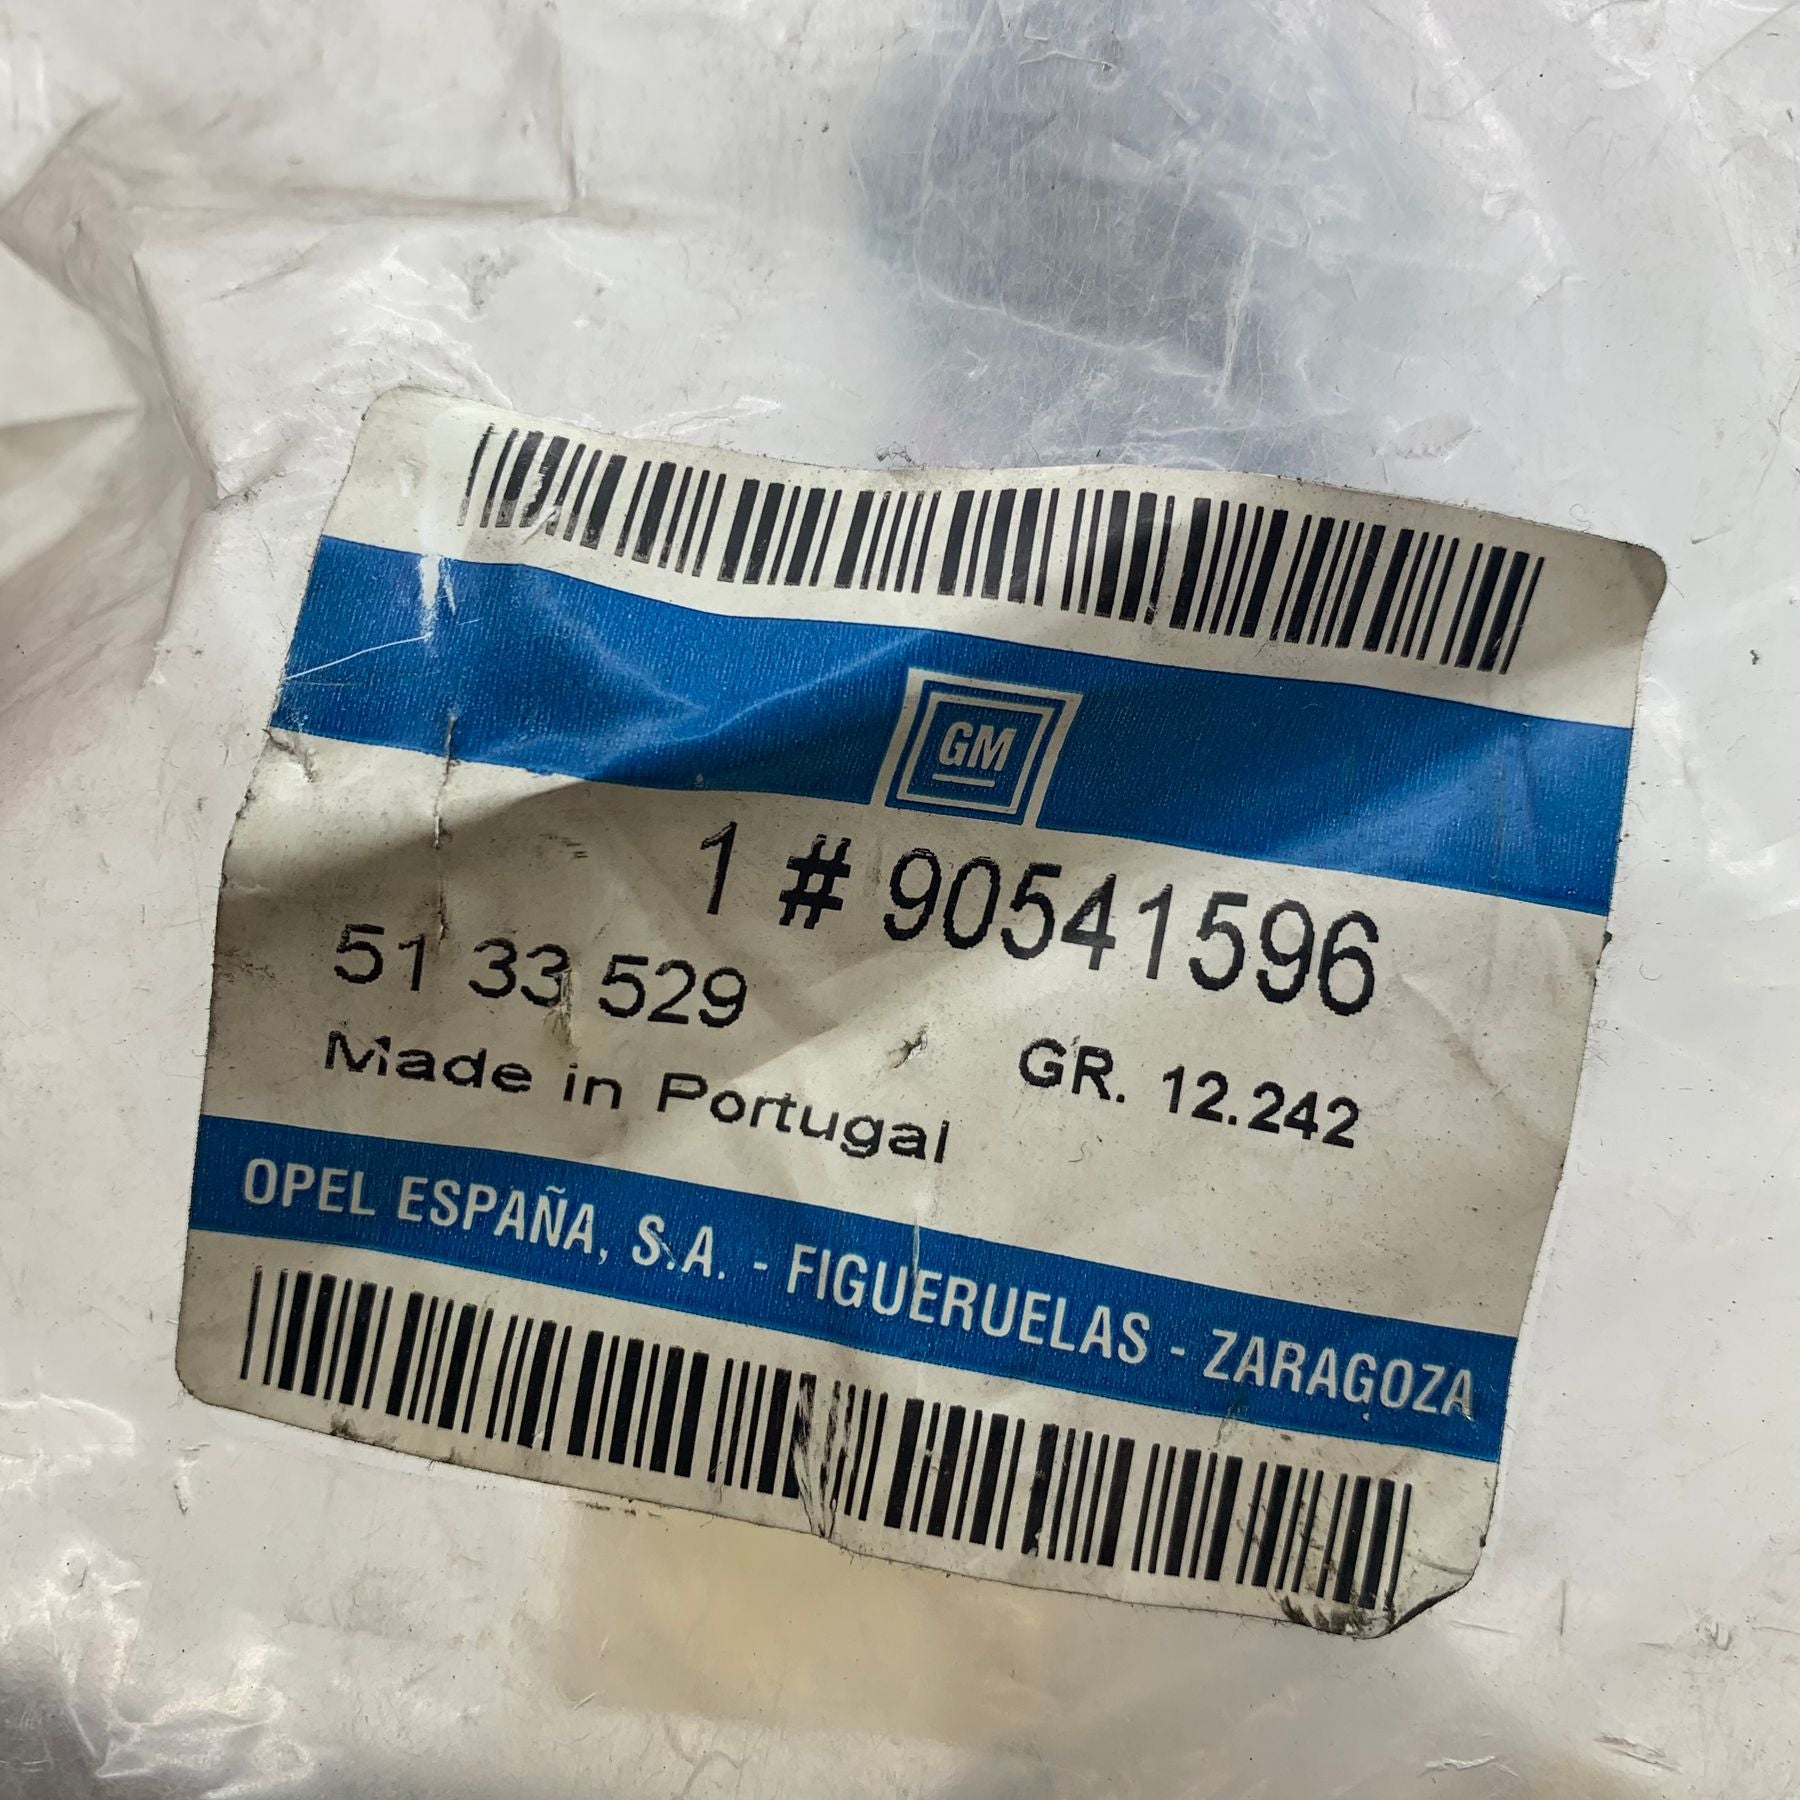 GM
1 # 90541596
51 33 529
Made in Portugal
GR. 12.242
OPEL ESPAÑA, S.A. - FIGUERUELAS - ZARAGOZA